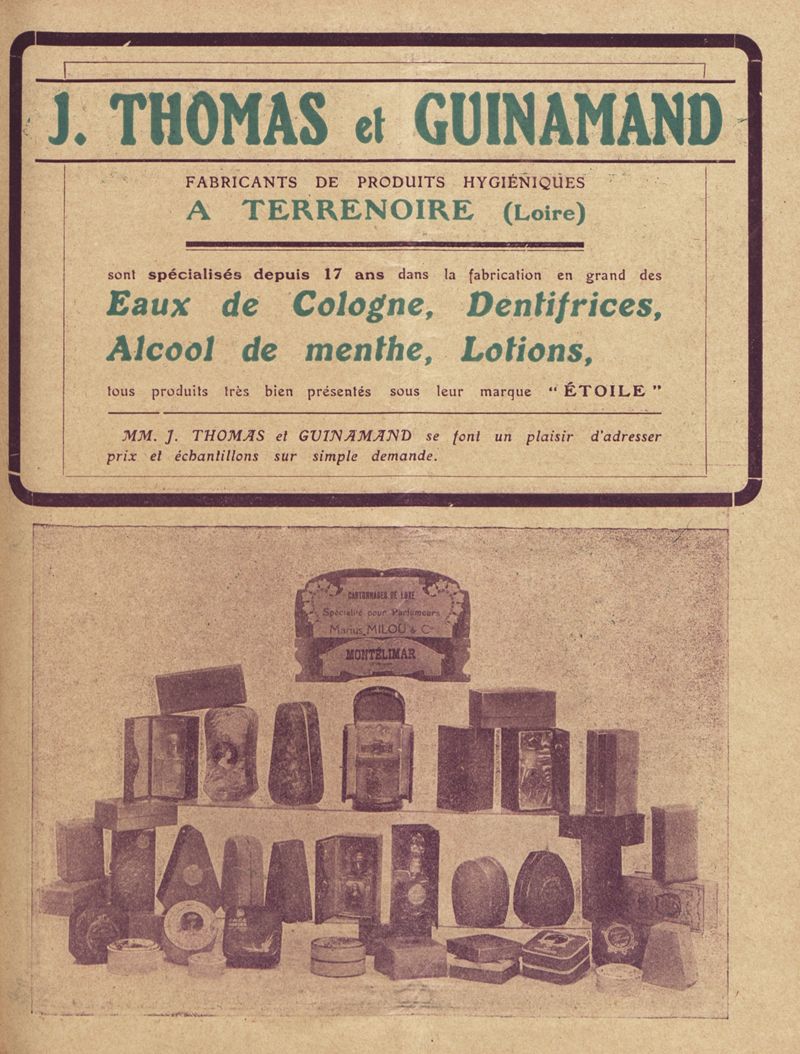 J. THOMAS et GUINAMAND
FABRICANTS DE PRODUITS HYGIÉNIQUES
A TERRENOIRE (Loire)
sont spécialisés depuis 17 ans dans la fabrication en grand des
Eaux de Cologne, Dentifrices,
Alcool de menthe, Lotions,
tous produits très bien présentés sous leur marque “ ÉTOILE ”
MM. J. THOMAS et GUINAMAND se font un plaisir d'adresser
prix et échantillons sur simple demande.
CARTONNAGES DE LUXE
Spécialité pour Parfumeurs
Marius MILOU & Cie
MONTÉLIMAR